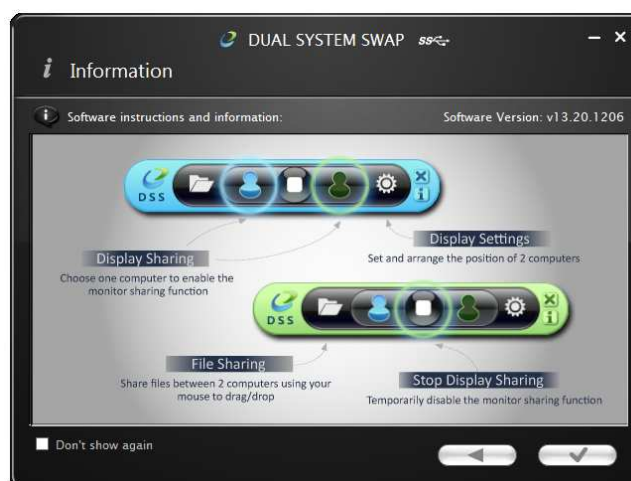 DUAL SYSTEM SWAP
i Information
i Software instructions and information: Software Version: v13.20.1206
DSS
i
Display Sharing
Choose one computer to enable the
monitor sharing function
Display Settings
Set and arrange the position of 2 computers
DSS
i
File Sharing
Share files between 2 computers using your
mouse to drag/drop
Stop Display Sharing
Temporarily disable the monitor sharing function
Don't show again